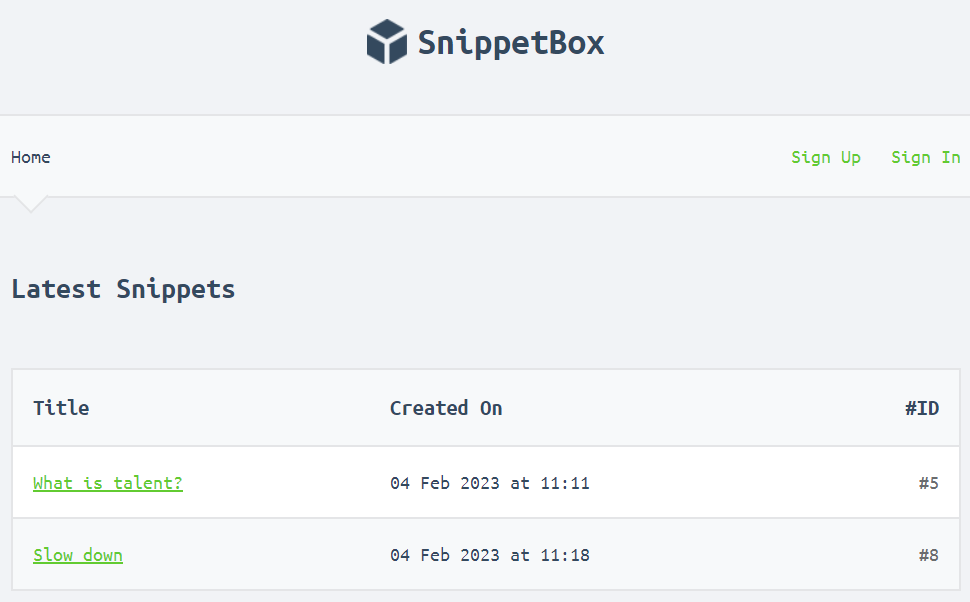 SnippetBox
Home Sign Up Sign In
Latest Snippets
Title Created On #ID
What is talent? 04 Feb 2023 at 11:11 #5
Slow down 04 Feb 2023 at 11:18 #8